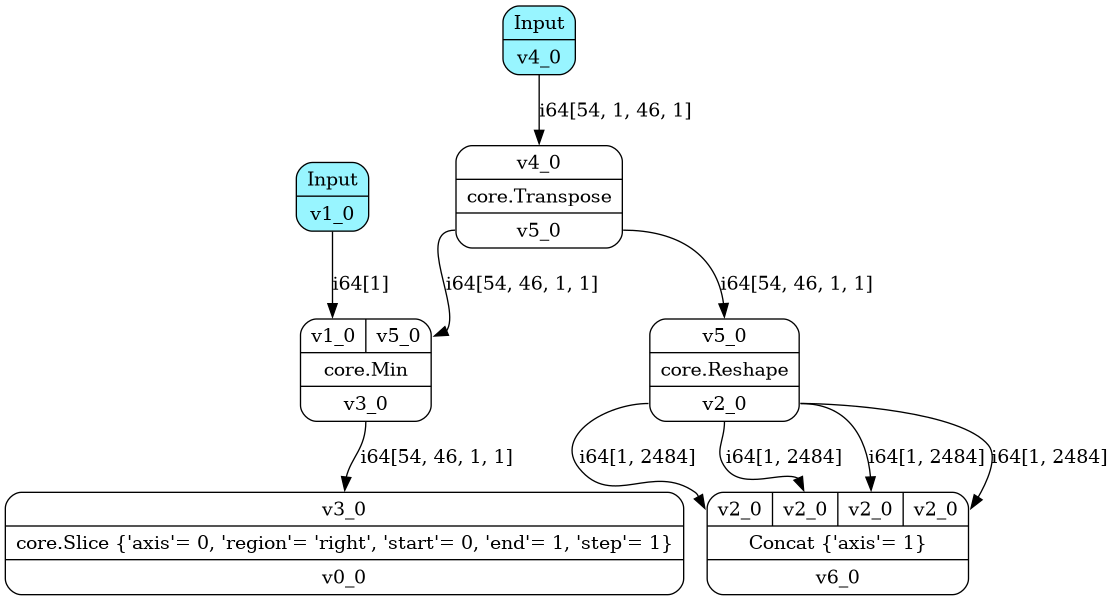 Input
v4_0
i64[54, 1, 46, 1]
v4_0
core.Transpose
v5_0
Input
v1_0
i64[1]
i64[54, 46, 1, 1]
i64[54, 46, 1, 1]
v1_0 v5_0
core.Min
v3_0
v5_0
core.Reshape
v2_0
i64[54, 46, 1, 1]
i64[1, 2484]
i64[1, 2484]
i64[1, 2484]
i64[1, 2484]
v3_0
core.Slice {'axis'= 0, 'region'= 'right', 'start'= 0, 'end'= 1, 'step'= 1}
v0_0
v2_0 v2_0 v2_0 v2_0
Concat {'axis'= 1}
v6_0